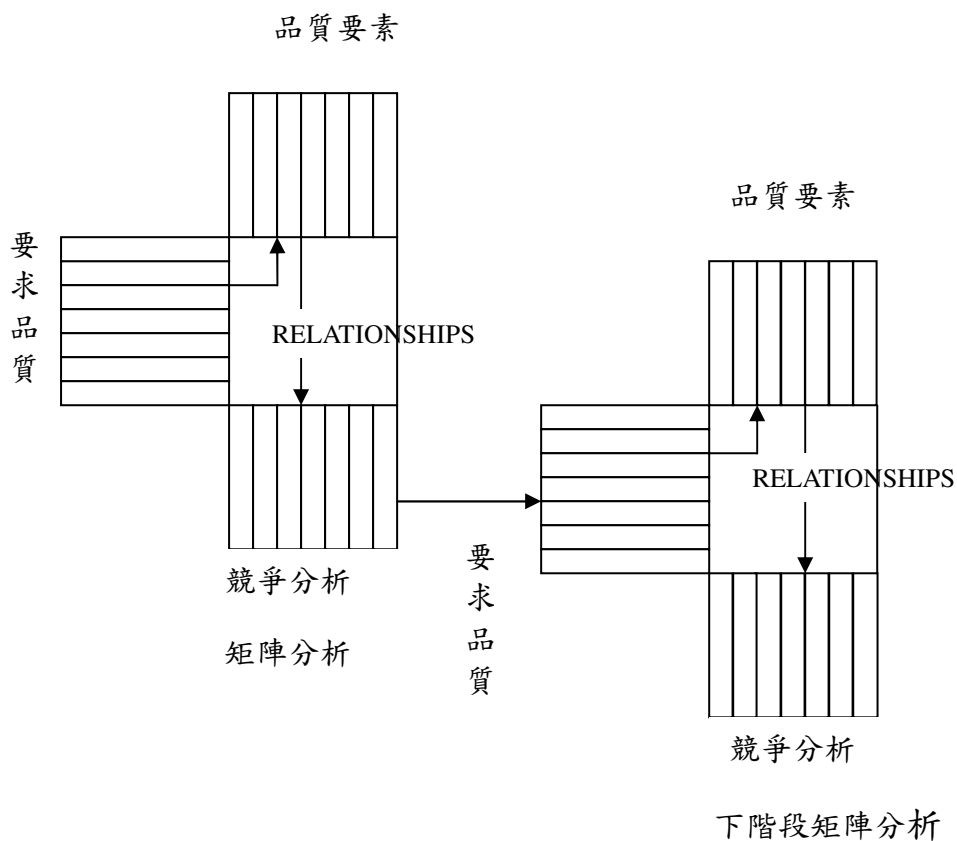 品質要素
要求品質
RELATIONSHIPS
競爭分析
矩陣分析
品質要素
要求品質
RELATIONSHIPS
競爭分析
下階段矩陣分析